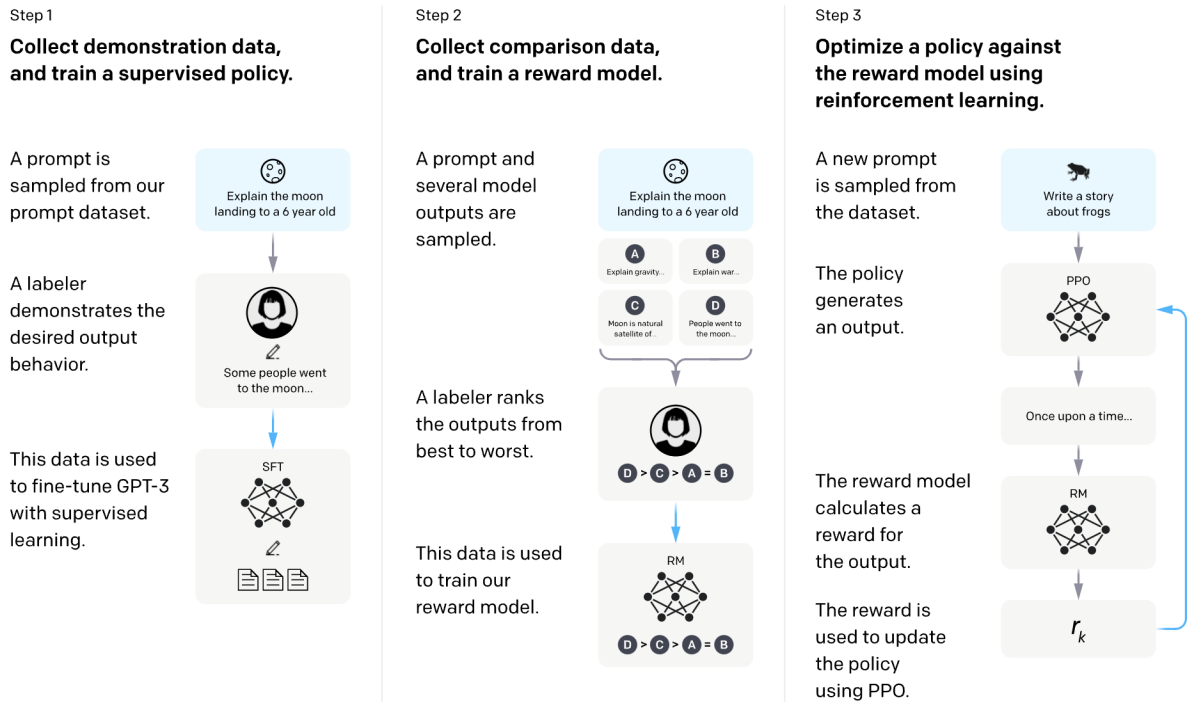 Step 1
Collect demonstration data,
and train a supervised policy.
A prompt is
sampled from our
prompt dataset.
Explain the moon
landing to a 6 year old
A labeler
demonstrates the
desired output
behavior.
Some people went
to the moon...
This data is used
to fine-tune GPT-3
with supervised
learning.
SFT
Step 2
Collect comparison data,
and train a reward model.
A prompt and
several model
outputs are
sampled.
Explain the moon
landing to a 6 year old
A
Explain gravity...
B
Explain war...
C
Moon is natural
satellite of...
D
People went to
the moon...
A labeler ranks
the outputs from
best to worst.
D > C > A = B
This data is used
to train our
reward model.
RM
D > C > A = B
Step 3
Optimize a policy against
the reward model using
reinforcement learning.
A new prompt
is sampled from
the dataset.
Write a story
about frogs
The policy
generates
an output.
PPO
Once upon a time...
The reward model
calculates a
reward for
the output.
RM
The reward is
used to update
the policy
using PPO.
r_k